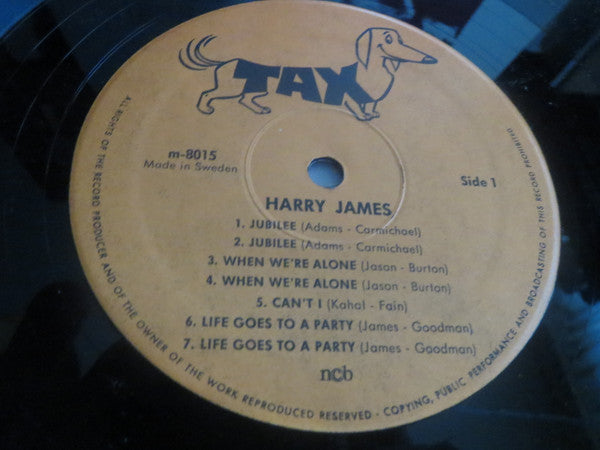 TAX
m-8015
Made in Sweden
Side 1
HARRY JAMES
1. JUBILEE (Adams - Carmichael)
2. JUBILEE (Adams - Carmichael)
3. WHEN WE'RE ALONE (Jason - Burton)
4. WHEN WE'RE ALONE (Jason - Burton)
5. CAN'T I (Kahal - Fain)
6. LIFE GOES TO A PARTY (James - Goodman)
7. LIFE GOES TO A PARTY (James - Goodman)
ncb
ALL RIGHTS OF THE RECORD PRODUCER AND OF THE OWNER OF THE WORK REPRODUCED RESERVED - COPYING, PUBLIC PERFORMANCE AND BROADCASTING OF THIS RECORD PROHIBITED